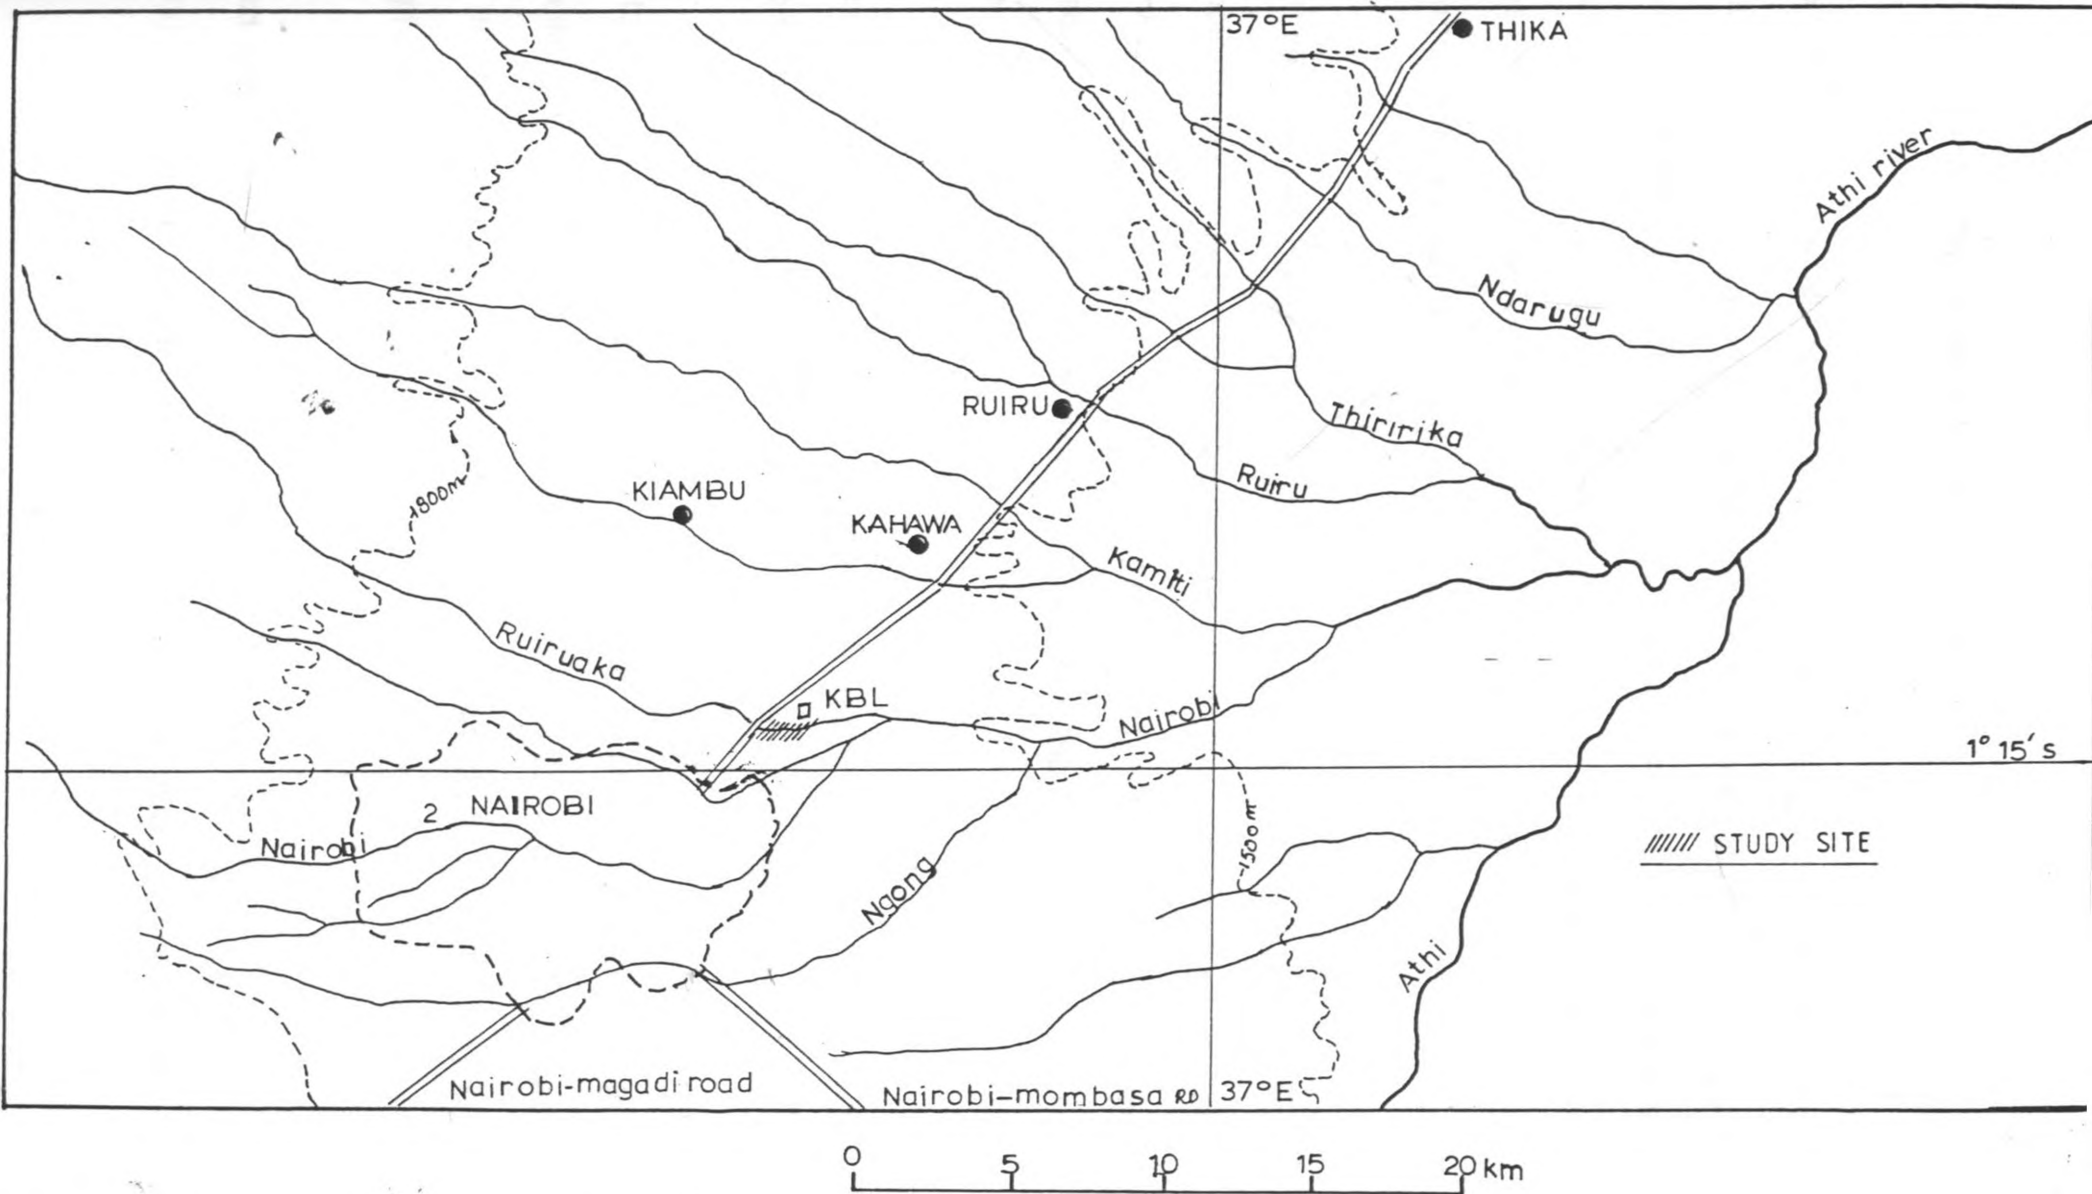 37°E
THIKA
Athi river
Ndarugu
RUIRU
Thiririka
Ruiru
1800m
KIAMBU
KAHAWA
Kamiti
Ruiruaka
KBL
Nairobi
1° 15's
2 NAIROBI
Nairobi
1500m
///////// STUDY SITE
Ngong
Athi
Nairobi-magadi road
Nairobi-mombasa RD
37°E
0 5 10 15 20 km